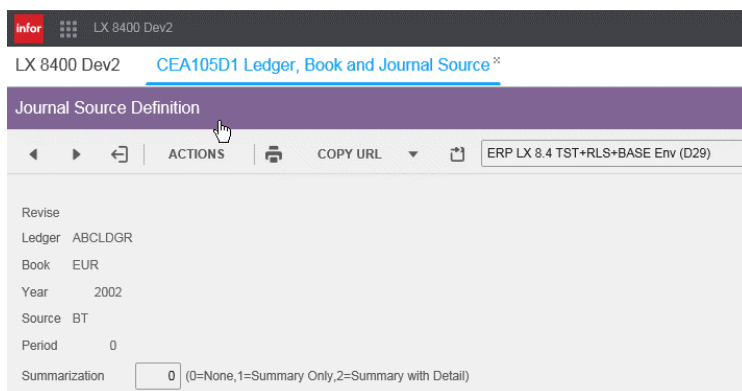 infor LX 8400 Dev2
LX 8400 Dev2 CEA105D1 Ledger, Book and Journal Source
Journal Source Definition
ACTIONS COPY URL ERP LX 8.4 TST+RLS+BASE Env (D29)
Revise
Ledger ABCLDGR
Book EUR
Year 2002
Source BT
Period 0
Summarization 0 (0=None,1=Summary Only,2=Summary with Detail)